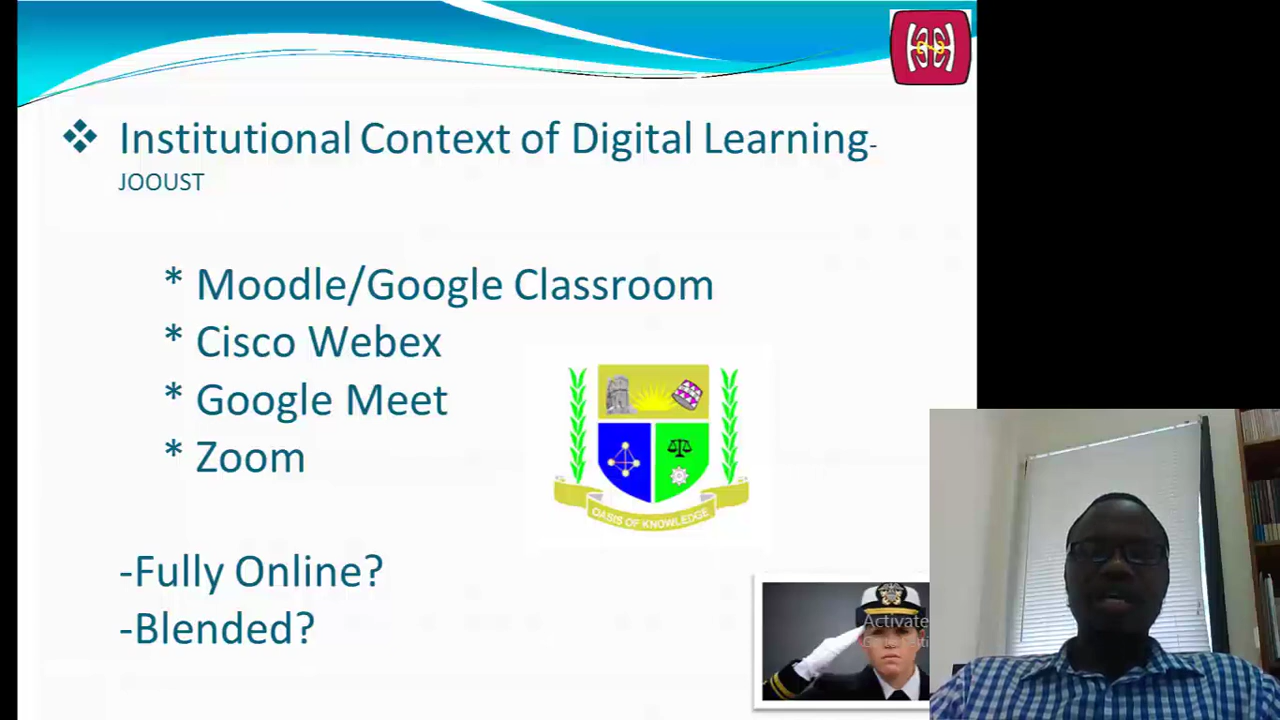 ❖ Institutional Context of Digital Learning-
JOOUST
* Moodle/Google Classroom
* Cisco Webex
* Google Meet
* Zoom
OASIS OF KNOWLEDGE
-Fully Online?
-Blended?
Activate